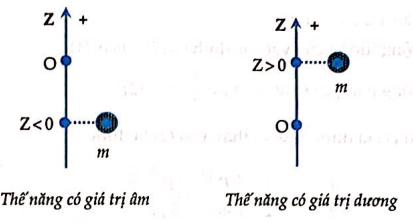 Z +
O
Z<0
m
Thế năng có giá trị âm
Z +
Z>0
m
O
Thế năng có giá trị dương